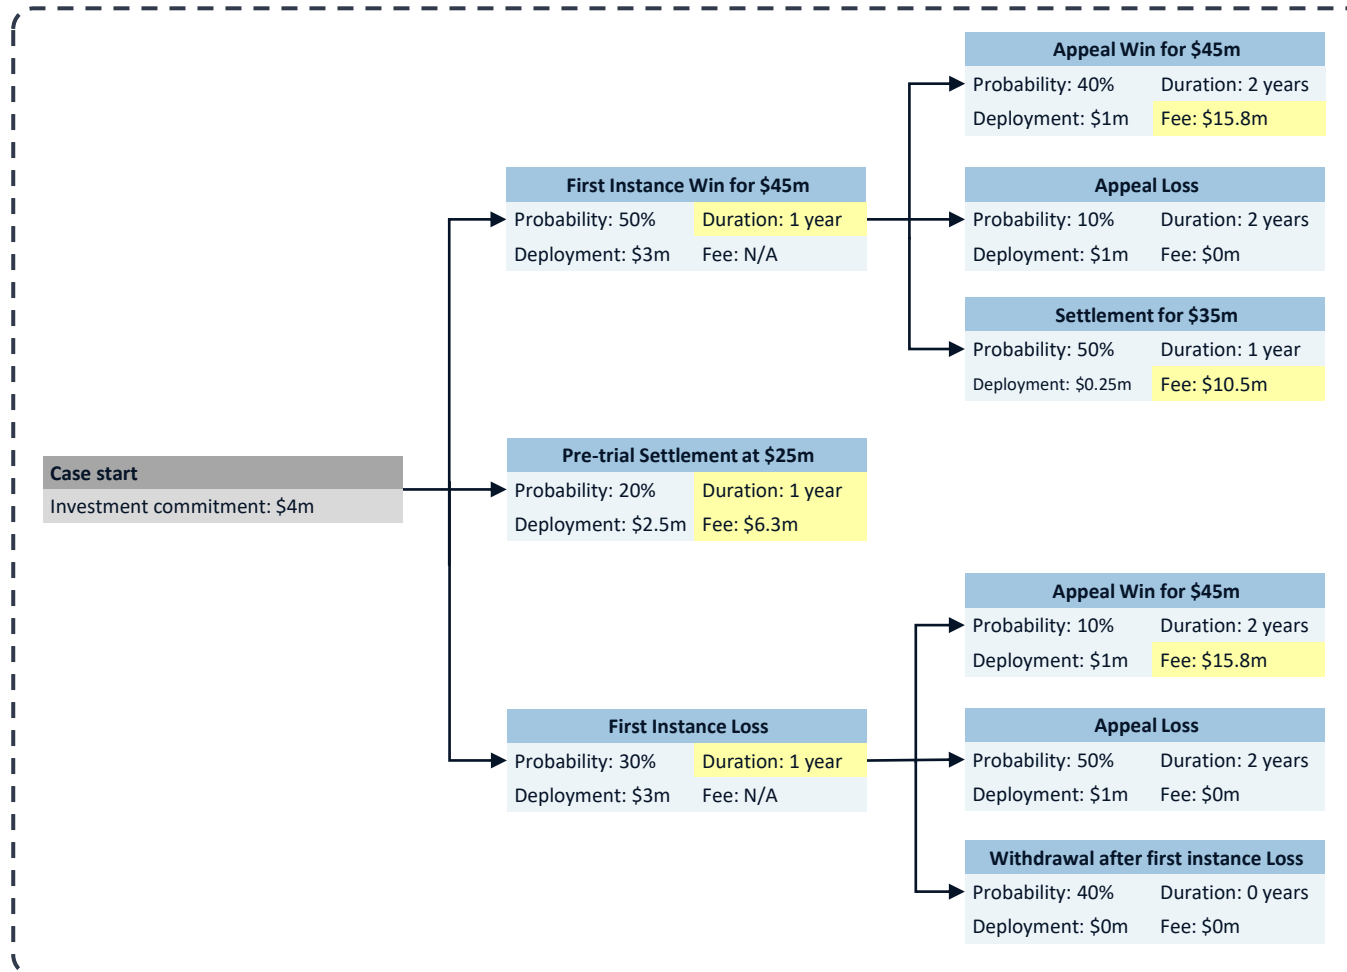 Case start
Investment commitment: $4m
First Instance Win for $45m
Probability: 50% Duration: 1 year
Deployment: $3m Fee: N/A
Appeal Win for $45m
Probability: 40% Duration: 2 years
Deployment: $1m Fee: $15.8m
Appeal Loss
Probability: 10% Duration: 2 years
Deployment: $1m Fee: $0m
Settlement for $35m
Probability: 50% Duration: 1 year
Deployment: $0.25m Fee: $10.5m
Pre-trial Settlement at $25m
Probability: 20% Duration: 1 year
Deployment: $2.5m Fee: $6.3m
First Instance Loss
Probability: 30% Duration: 1 year
Deployment: $3m Fee: N/A
Appeal Win for $45m
Probability: 10% Duration: 2 years
Deployment: $1m Fee: $15.8m
Appeal Loss
Probability: 50% Duration: 2 years
Deployment: $1m Fee: $0m
Withdrawal after first instance Loss
Probability: 40% Duration: 0 years
Deployment: $0m Fee: $0m